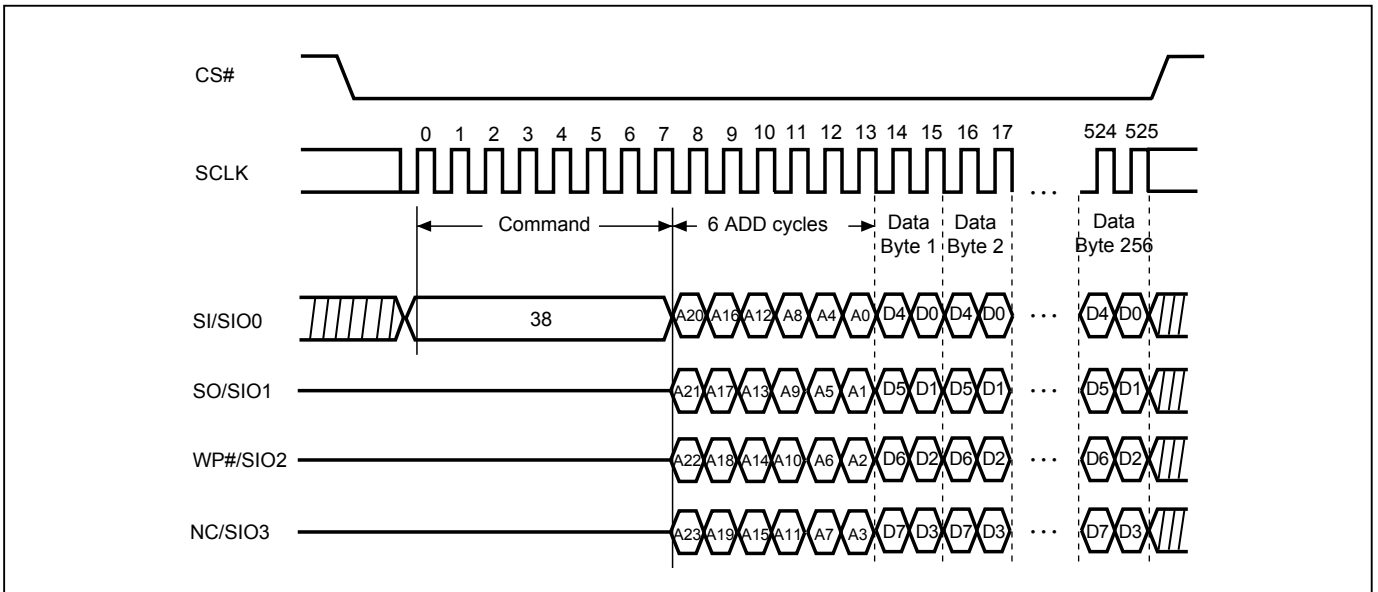 CS#
0 1 2 3 4 5 6 7 8 9 10 11 12 13 14 15 16 17 524 525
SCLK
...
Command 6 ADD cycles Data Byte 1 Data Byte 2 Data Byte 256
SI/SIO0 38 A20 A16 A12 A8 A4 A0 D4 D0 D4 D0 ... D4 D0
SO/SIO1 A21 A17 A13 A9 A5 A1 D5 D1 D5 D1 ... D5 D1
WP#/SIO2 A22 A18 A14 A10 A6 A2 D6 D2 D6 D2 ... D6 D2
NC/SIO3 A23 A19 A15 A11 A7 A3 D7 D3 D7 D3 ... D7 D3